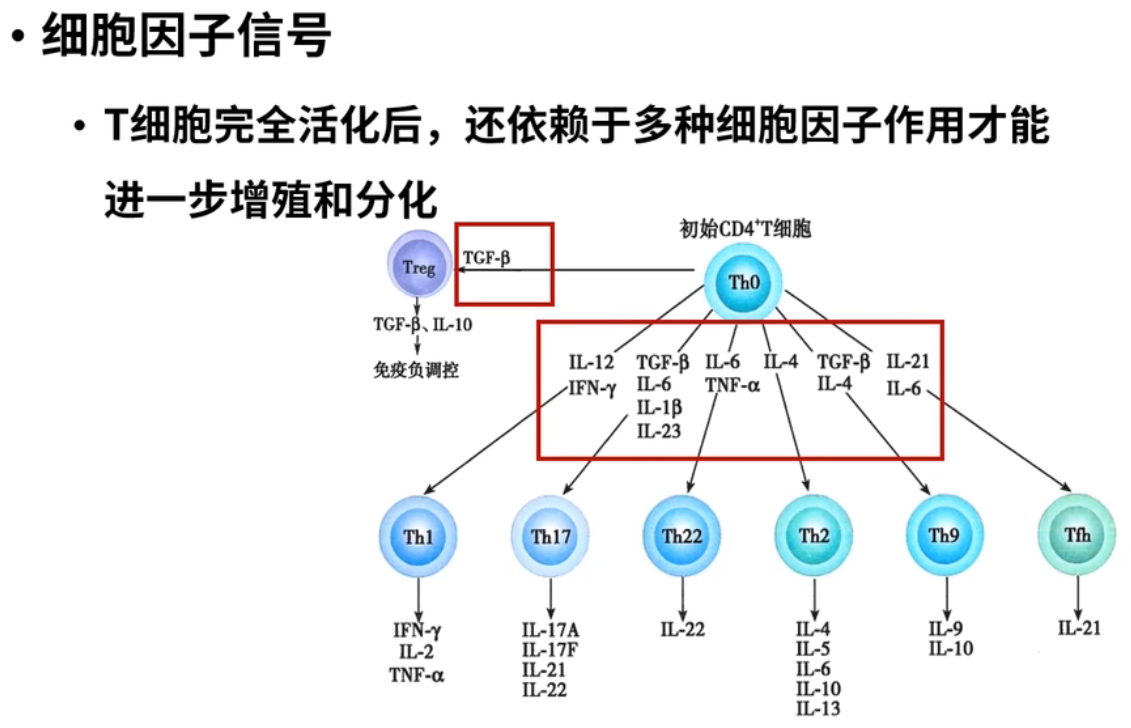 • 细胞因子信号
• T细胞完全活化后，还依赖于多种细胞因子作用才能
进一步增殖和分化
初始CD4⁺T细胞
Treg
TGF-β
Th0
TGF-β、IL-10
免疫负调控
IL-12
IFN-γ
TGF-β
IL-6
IL-1β
IL-23
IL-6
TNF-α
IL-4
TGF-β
IL-4
IL-21
IL-6
Th1
Th17
Th22
Th2
Th9
Tfh
IFN-γ
IL-2
TNF-α
IL-17A
IL-17F
IL-21
IL-22
IL-22
IL-4
IL-5
IL-6
IL-10
IL-13
IL-9
IL-10
IL-21